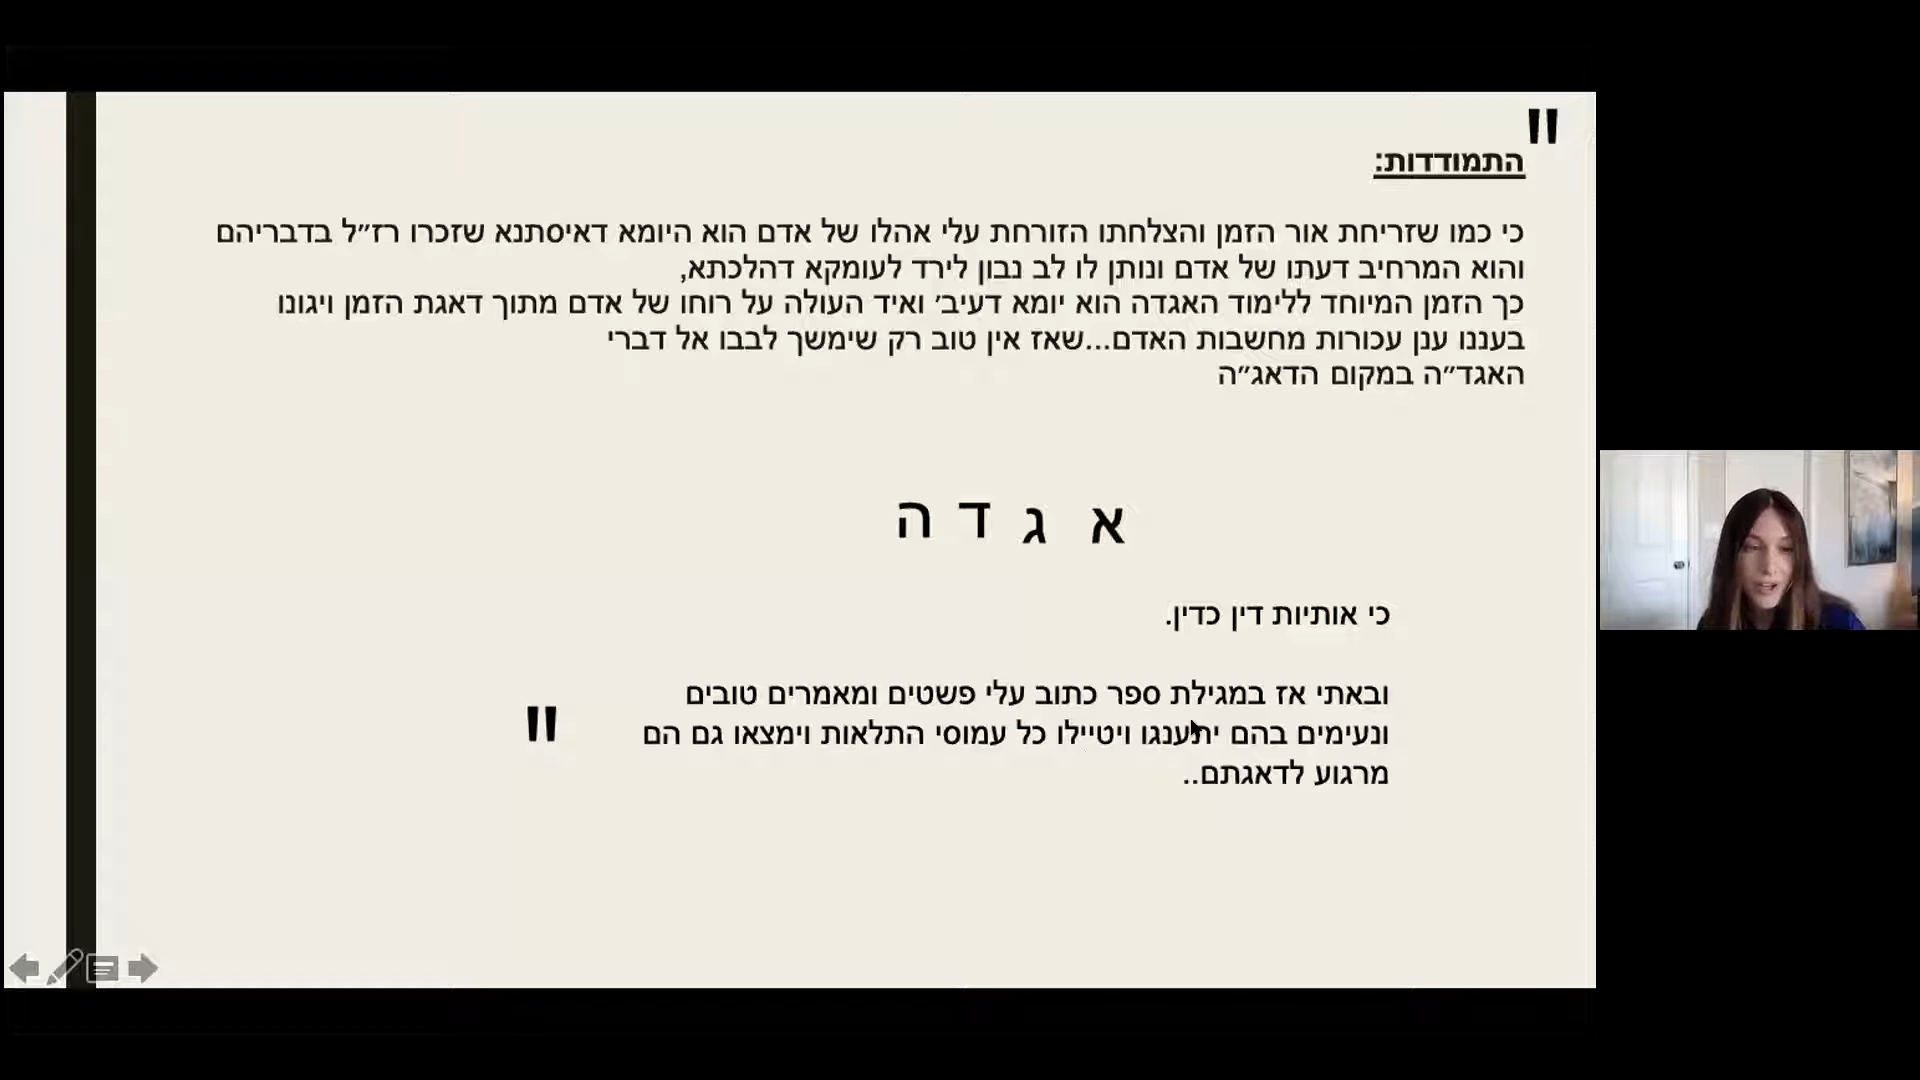 "
התמודדות:
כי כמו שזריחת אור הזמן והצלחתו הזורחת עלי אהלו של אדם הוא היומא דאיסתנא שזכרו רז״ל בדבריהם
והוא המרחיב דעתו של אדם ונותן לו לב נבון לירד לעומקא דהלכתא,
כך הזמן המיוחד ללימוד האגדה הוא יומא דעיב׳ ואיד העולה על רוחו של אדם מתוך דאגת הזמן ויגונו
בעננו ענן עכורות מחשבות האדם...שאז אין טוב רק שימשך לבבו אל דברי
האגד״ה במקום הדאג״ה
א ג ד ה
כי אותיות דין כדין.
ובאתי אז במגילת ספר כתוב עלי פשטים ומאמרים טובים
ונעימים בהם יתענגו ויטיילו כל עמוסי התלאות וימצאו גם הם
מרגוע לדאגתם..
"